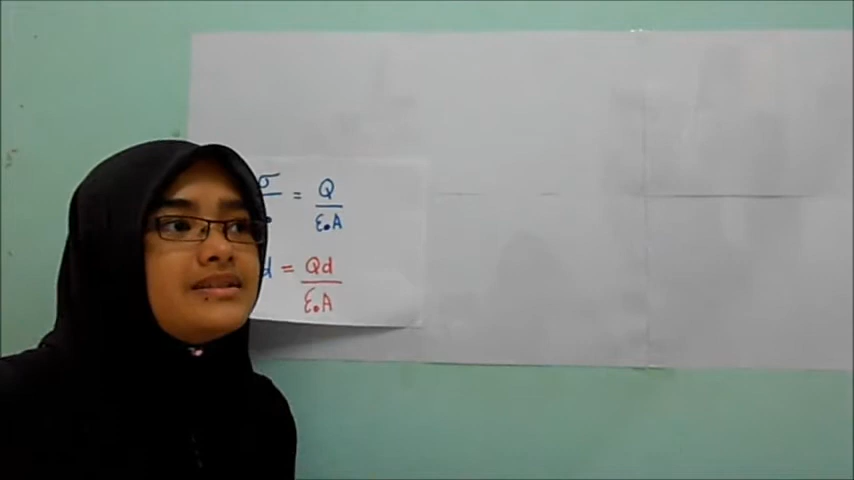 σ = Q / ε₀A
d = Qd / ε₀A